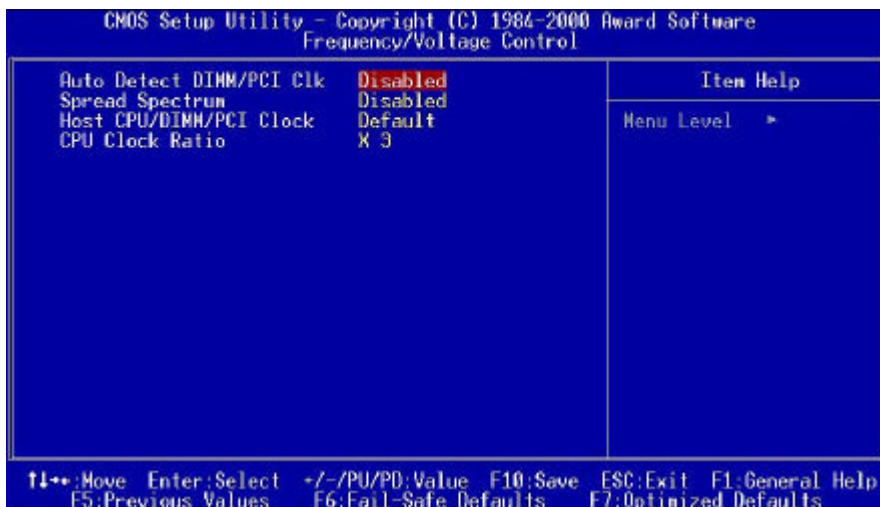 CMOS Setup Utility - Copyright (C) 1984-2000 Award Software
Frequency/Voltage Control
Auto Detect DIMM/PCI Clk Disabled
Spread Spectrum Disabled
Host CPU/DIMM/PCI Clock Default
CPU Clock Ratio X 3
Item Help
Menu Level ►
↑↓→←:Move Enter:Select +/-/PU/PD:Value F10:Save ESC:Exit F1:General Help
F5:Previous Values F6:Fail-Safe Defaults F7:Optimized Defaults